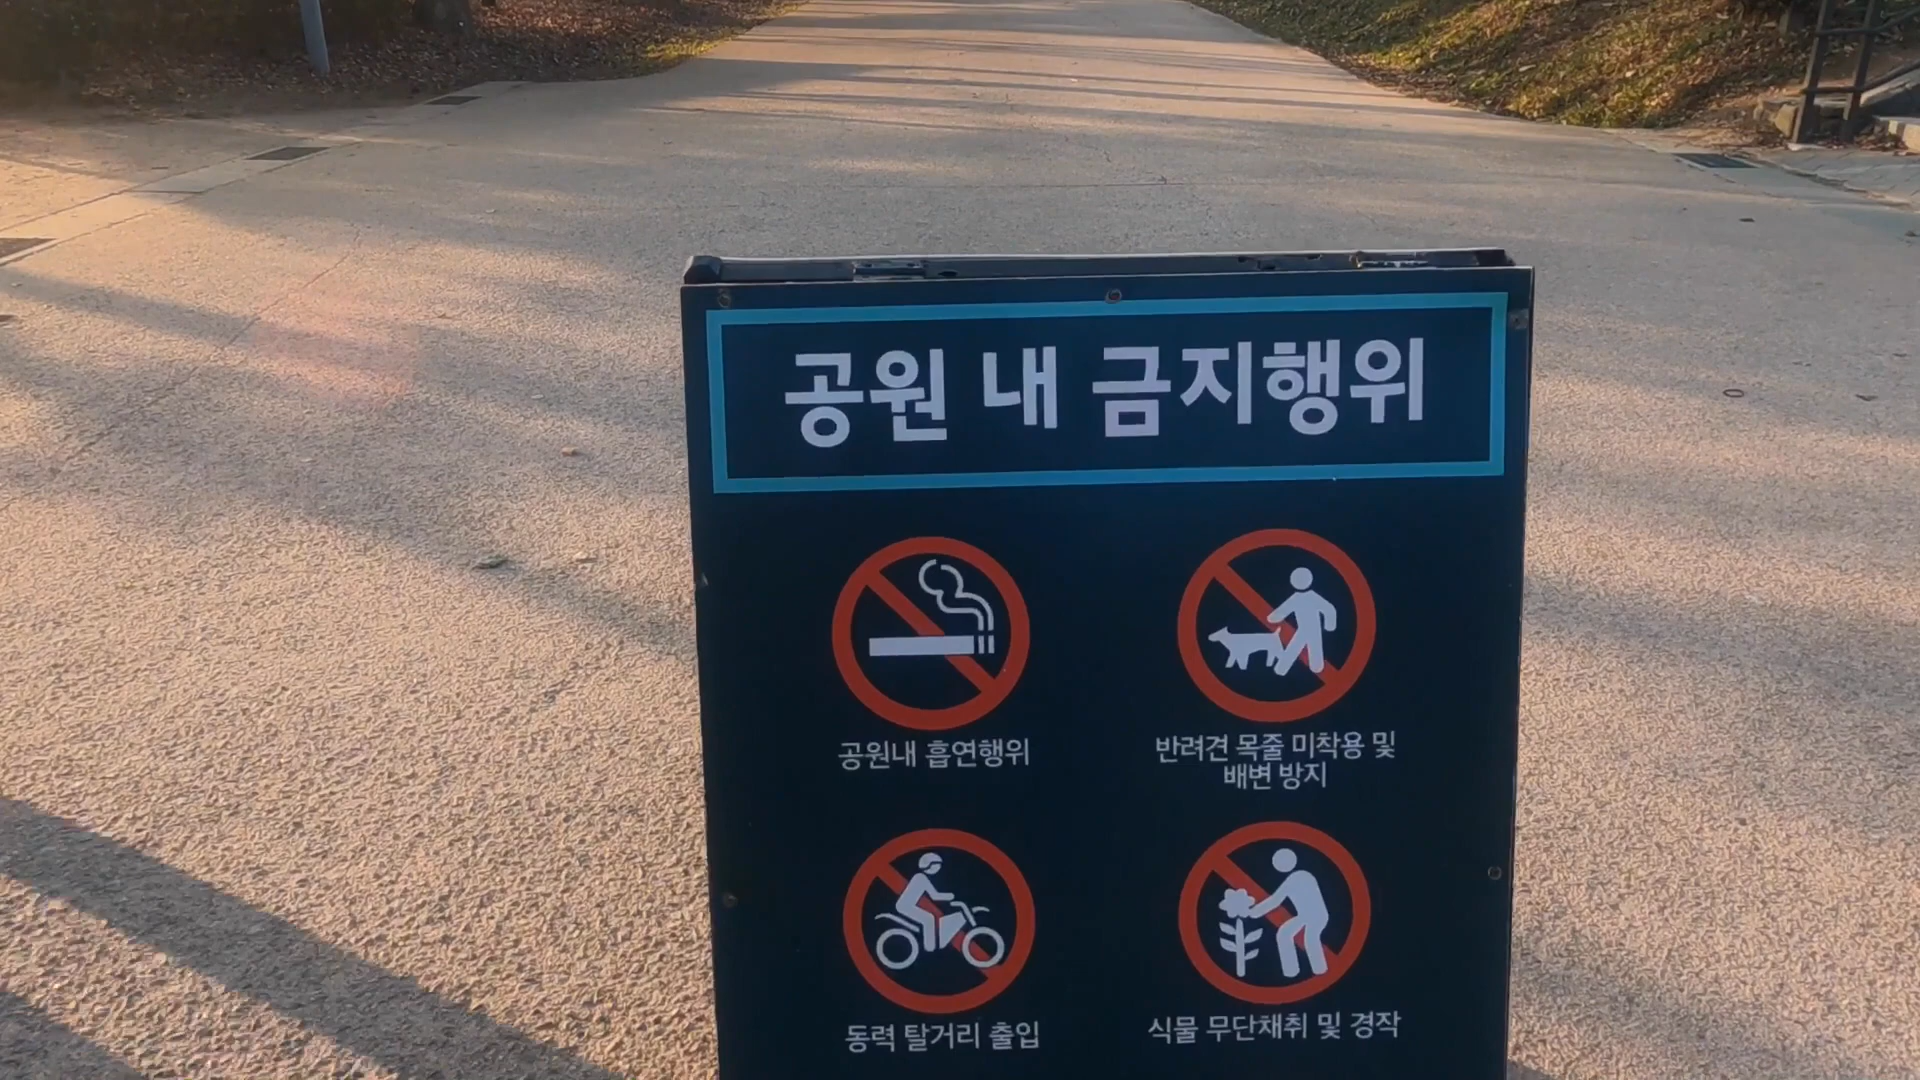 공원 내 금지행위
공원내 흡연행위
반려견 목줄 미착용 및
배변 방지
동력 탈거리 출입
식물 무단채취 및 경작